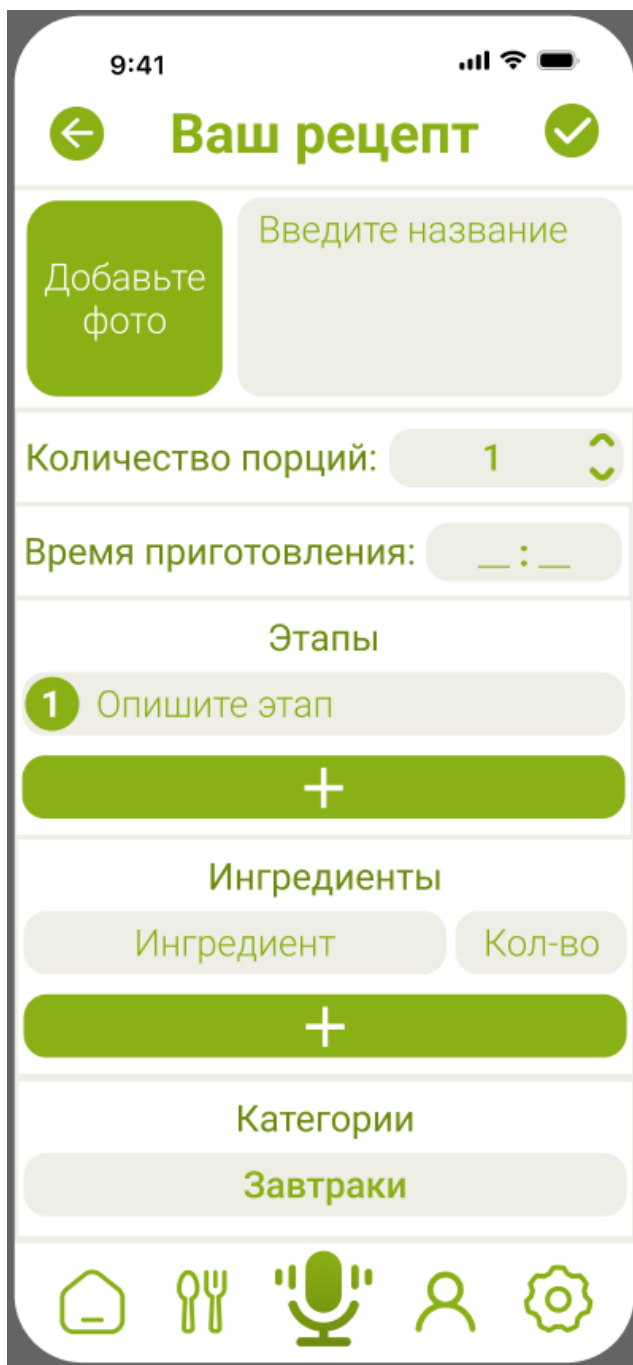 9:41
Ваш рецепт
Добавьте
фото
Введите название
Количество порций: 1
Время приготовления: __:__
Этапы
1 Опишите этап
+
Ингредиенты
Ингредиент Кол-во
+
Категории
Завтраки